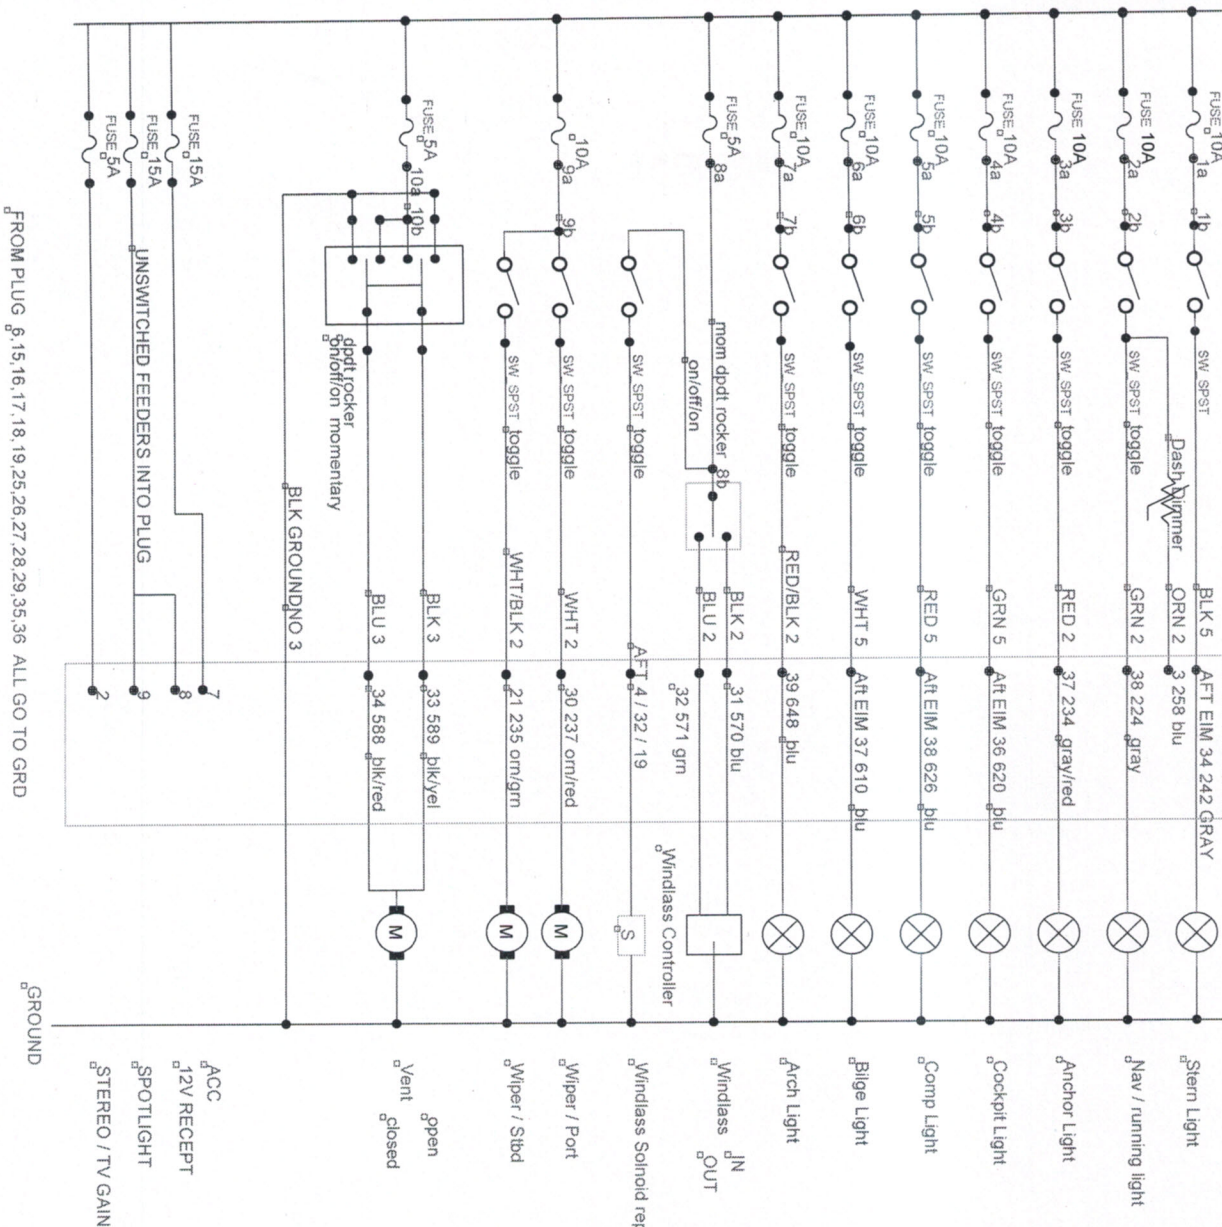 FUSE 10A 1a 1b SW SPST BLK 5 AFT EIM 34 242 GRAY Stern Light
Dash Dimmer ORN 2 3 258 blu
FUSE 10A 2a 2b SW SPST toggle GRN 2 38 224 gray Nav / running light
FUSE 10A 3a 3b SW SPST toggle RED 2 37 234 gray/red Anchor Light
FUSE 10A 4a 4b SW SPST toggle GRN 5 Aft EIM 36 620 blu Cockpit Light
FUSE 10A 5a 5b SW SPST toggle RED 5 Aft EIM 38 626 blu Comp Light
FUSE 10A 6a 6b SW SPST toggle WHT 5 Aft EIM 37 610 blu Bilge Light
FUSE 10A 7a 7b SW SPST toggle RED/BLK 2 39 648 blu Arch Light
FUSE 5A 8a mom dpdt rocker 8b BLK 2 31 570 blu IN
on/off/on BLU 2 32 571 grn Windlass OUT
Windlass Controller
SW SPST toggle AFT 4 / 32 / 19 S Windlass Solnoid
10A 9a 9b SW SPST toggle WHT 2 30 237 orn/red M Wiper / Port
SW SPST toggle WHT/BLK 2 21 235 orn/grn M Wiper / Stbd
FUSE 5A 10a 10b BLK 3 33 589 blk/yel open
dpdt rocker
on/off/on momentary
BLU 3 34 588 blk/red M Vent closed
BLK GROUND NO 3
FUSE 15A 7 ACC
8 12V RECEPT
FUSE 15A UNSWITCHED FEEDERS INTO PLUG 9 SPOTLIGHT
FUSE 5A 2 STEREO / TV GAIN
FROM PLUG 6,15,16,17,18,19,25,26,27,28,29,35,36 ALL GO TO GRD
GROUND